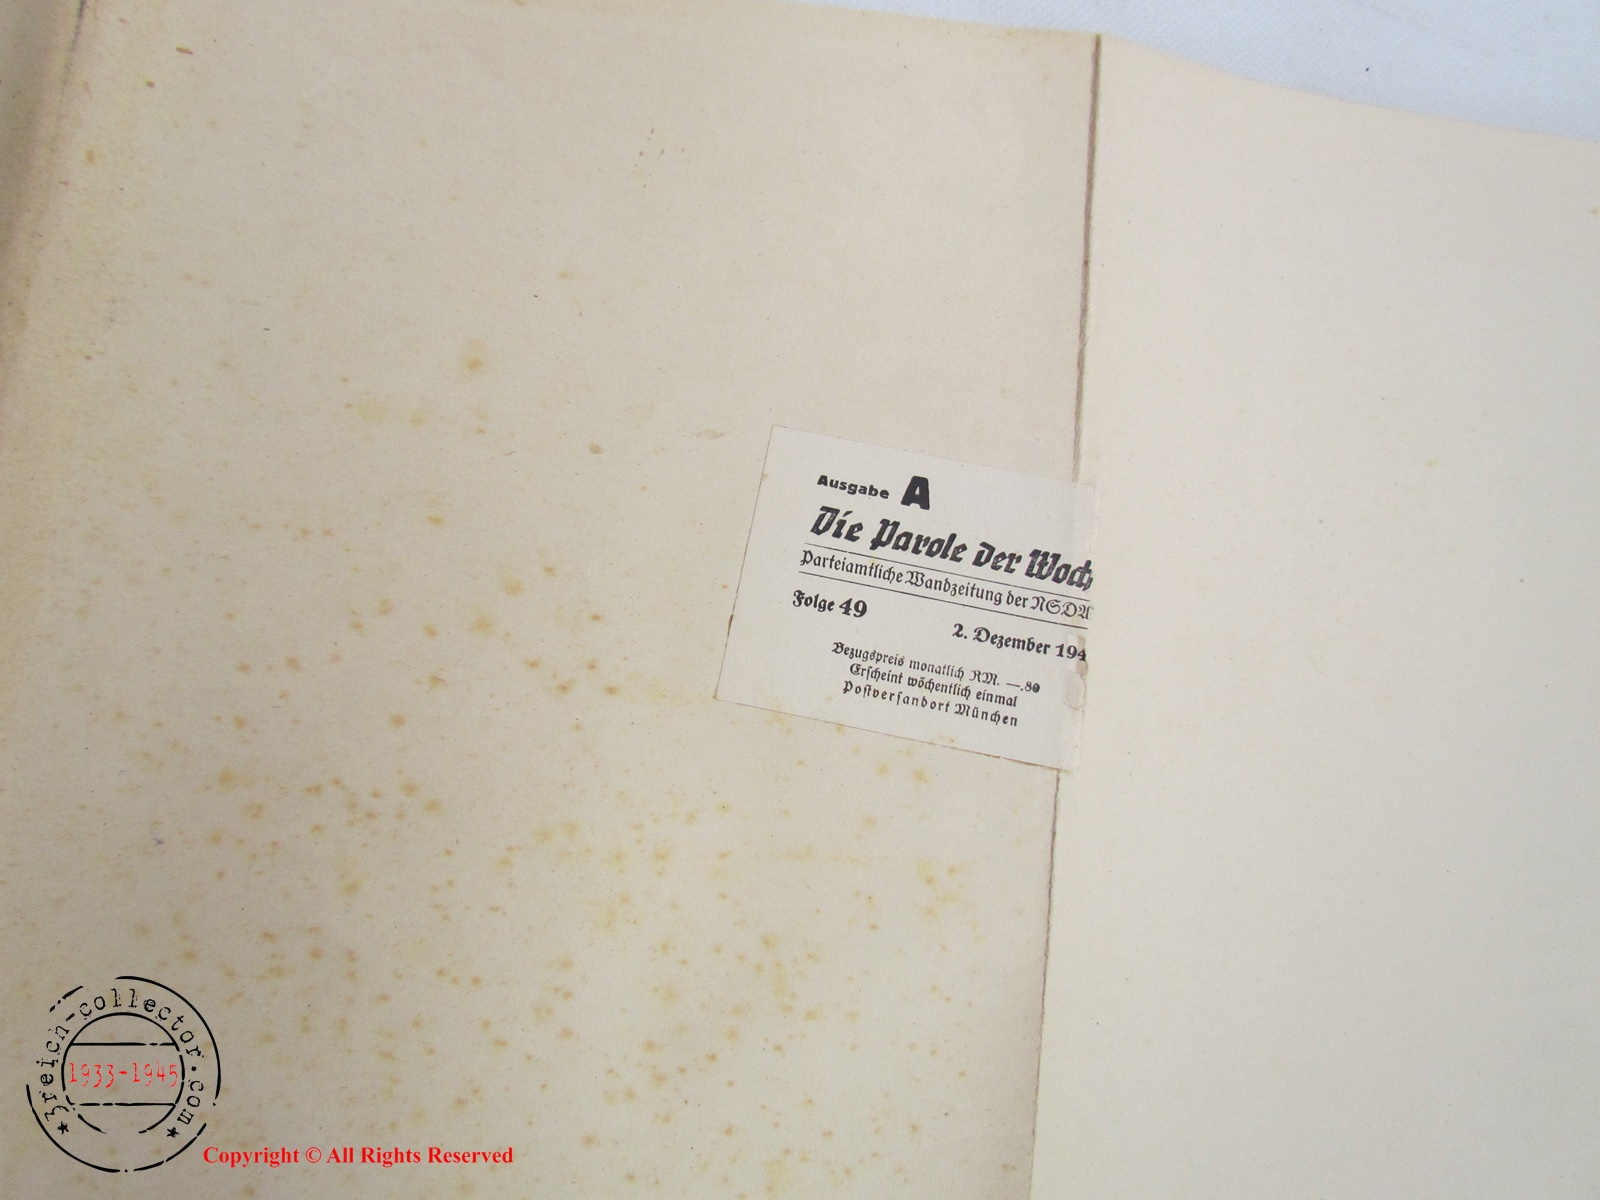 Ausgabe A
Die Parole der Woch
Parteiamtliche Wandzeitung der NSDA
Folge 49
2. Dezember 194
Bezugspreis monatlich RM. —.80
Erscheint wöchentlich einmal
Postversandort München
3reich-collector.com
1933-1945
Copyright © All Rights Reserved